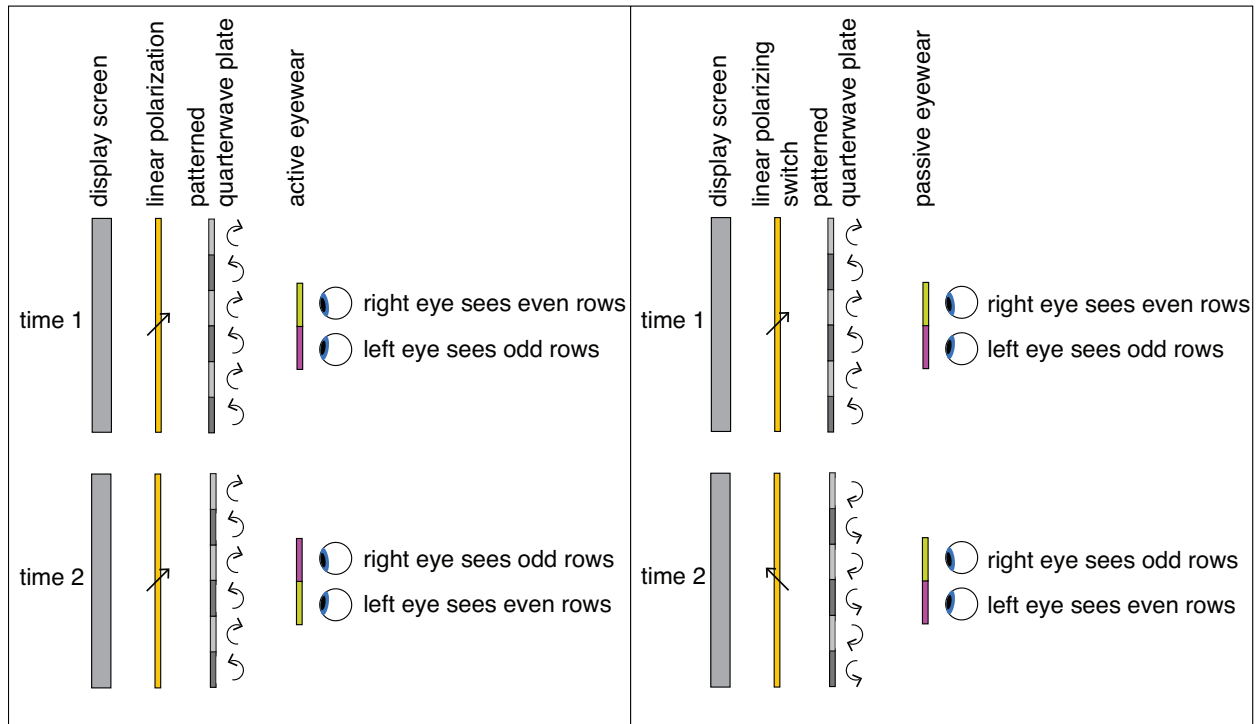 display screen
linear polarization
patterned
quarterwave plate
active eyewear
time 1
right eye sees even rows
left eye sees odd rows
time 2
right eye sees odd rows
left eye sees even rows
display screen
linear polarizing
switch
patterned
quarterwave plate
passive eyewear
time 1
right eye sees even rows
left eye sees odd rows
time 2
right eye sees odd rows
left eye sees even rows